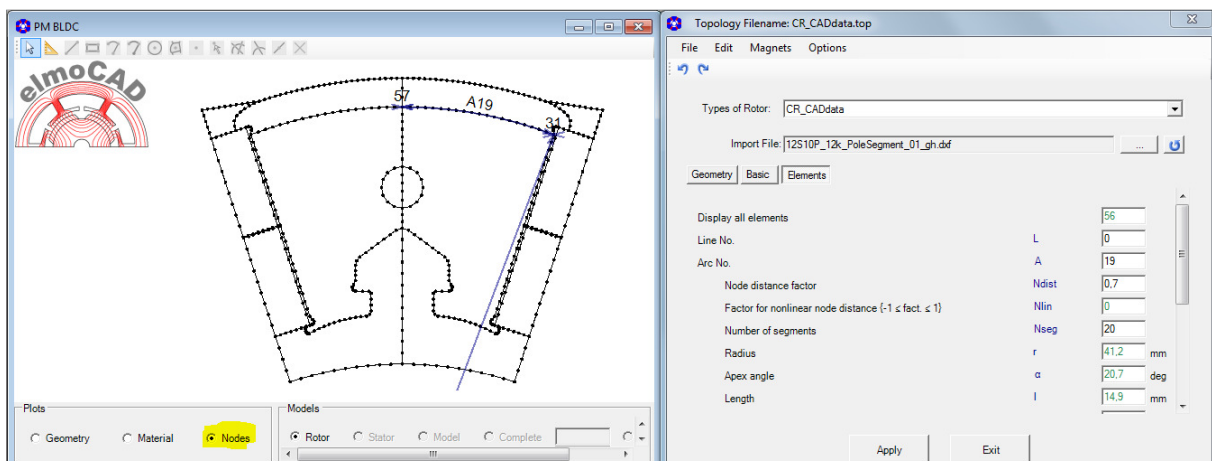 PM BLDC
elmoCAD
57
A19
31
Plots
Geometry
Material
Nodes
Models
Rotor
Stator
Model
Complete
Topology Filename: CR_CADdata.top
File Edit Magnets Options
Types of Rotor: CR_CADdata
Import File: 12S10P_12k_PoleSegment_01_gh.dxf ...
Geometry Basic Elements
Display all elements 56
Line No. L 0
Arc No. A 19
Node distance factor Ndist 0,7
Factor for nonlinear node distance (-1 ≤ fact. ≤ 1) Nlin 0
Number of segments Nseg 20
Radius r 41,2 mm
Apex angle α 20,7 deg
Length l 14,9 mm
Apply Exit